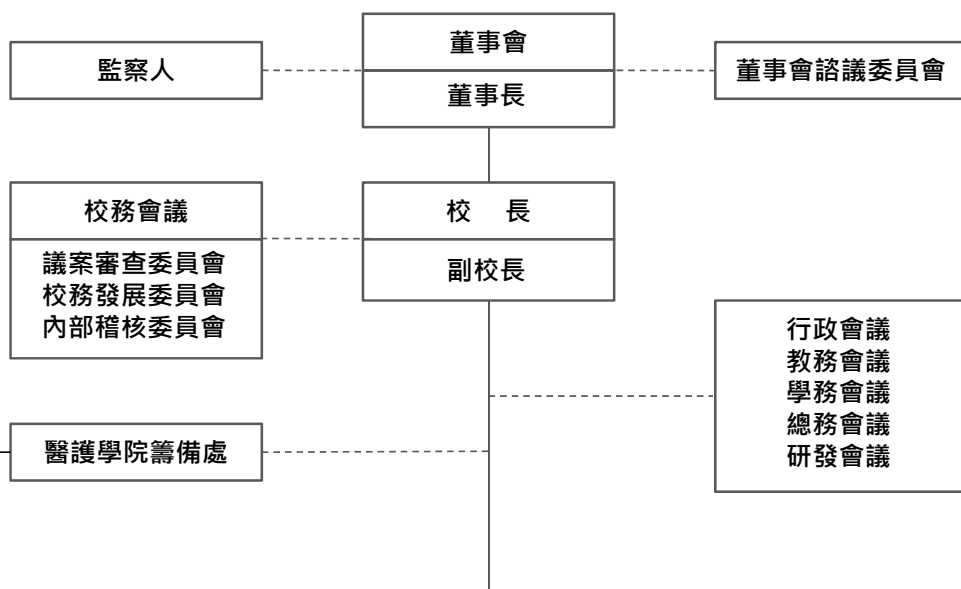 董事會
監察人
董事會諮議委員會
董事長
校務會議
校 長
議案審查委員會
校務發展委員會
內部稽核委員會
副校長
行政會議
教務會議
學務會議
總務會議
研發會議
醫護學院籌備處